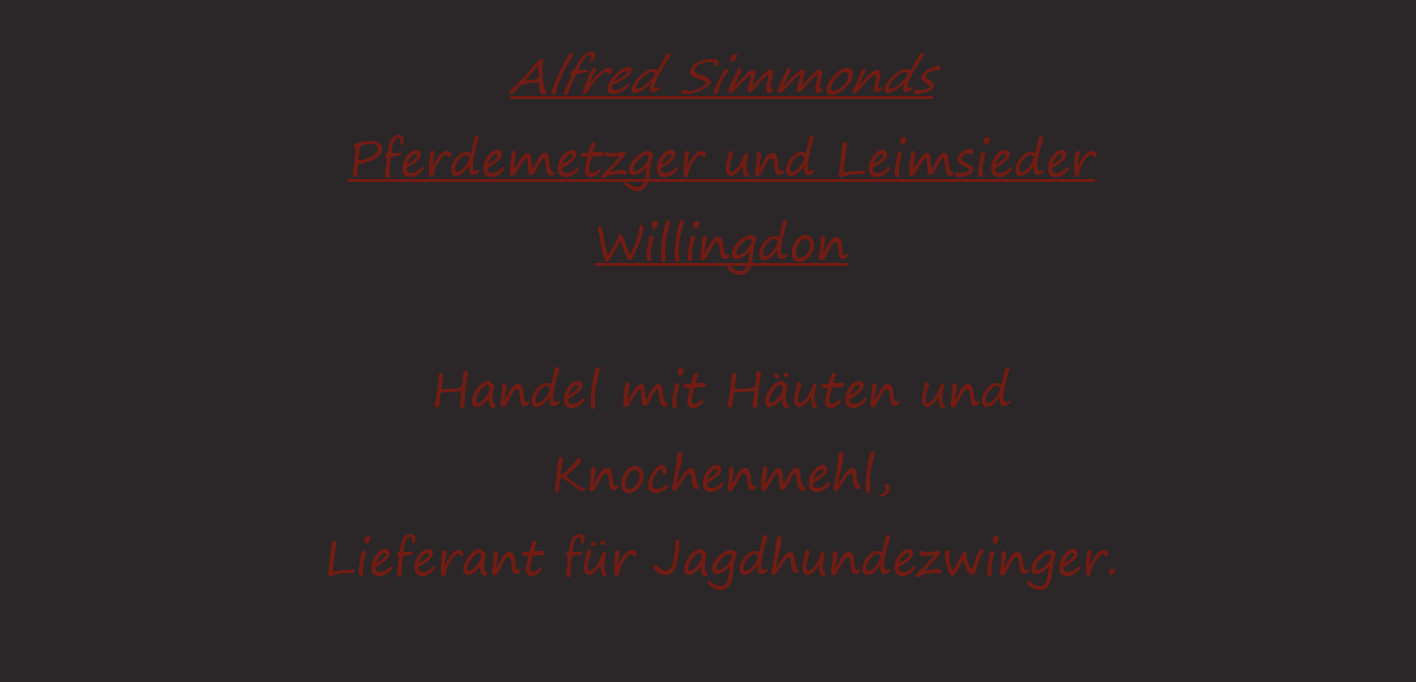 Alfred Simmonds
Pferdemetzger und Leimsieder
Willingdon
Handel mit Häuten und
Knochenmehl,
Lieferant für Jagdhundezwinger.